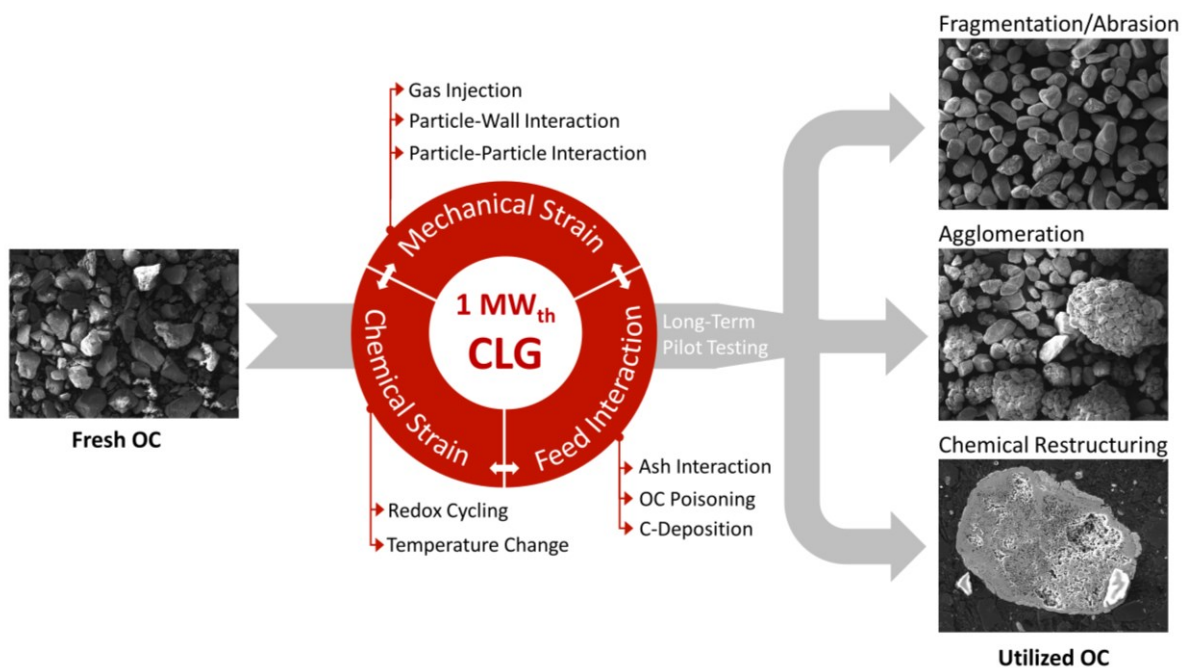 Fragmentation/Abrasion
Gas Injection
Particle-Wall Interaction
Particle-Particle Interaction
Mechanical Strain
Agglomeration
1 MWth
CLG
Chemical Strain
Feed Interaction
Long-Term
Pilot Testing
Fresh OC
Chemical Restructuring
Ash Interaction
OC Poisoning
C-Deposition
Redox Cycling
Temperature Change
Utilized OC